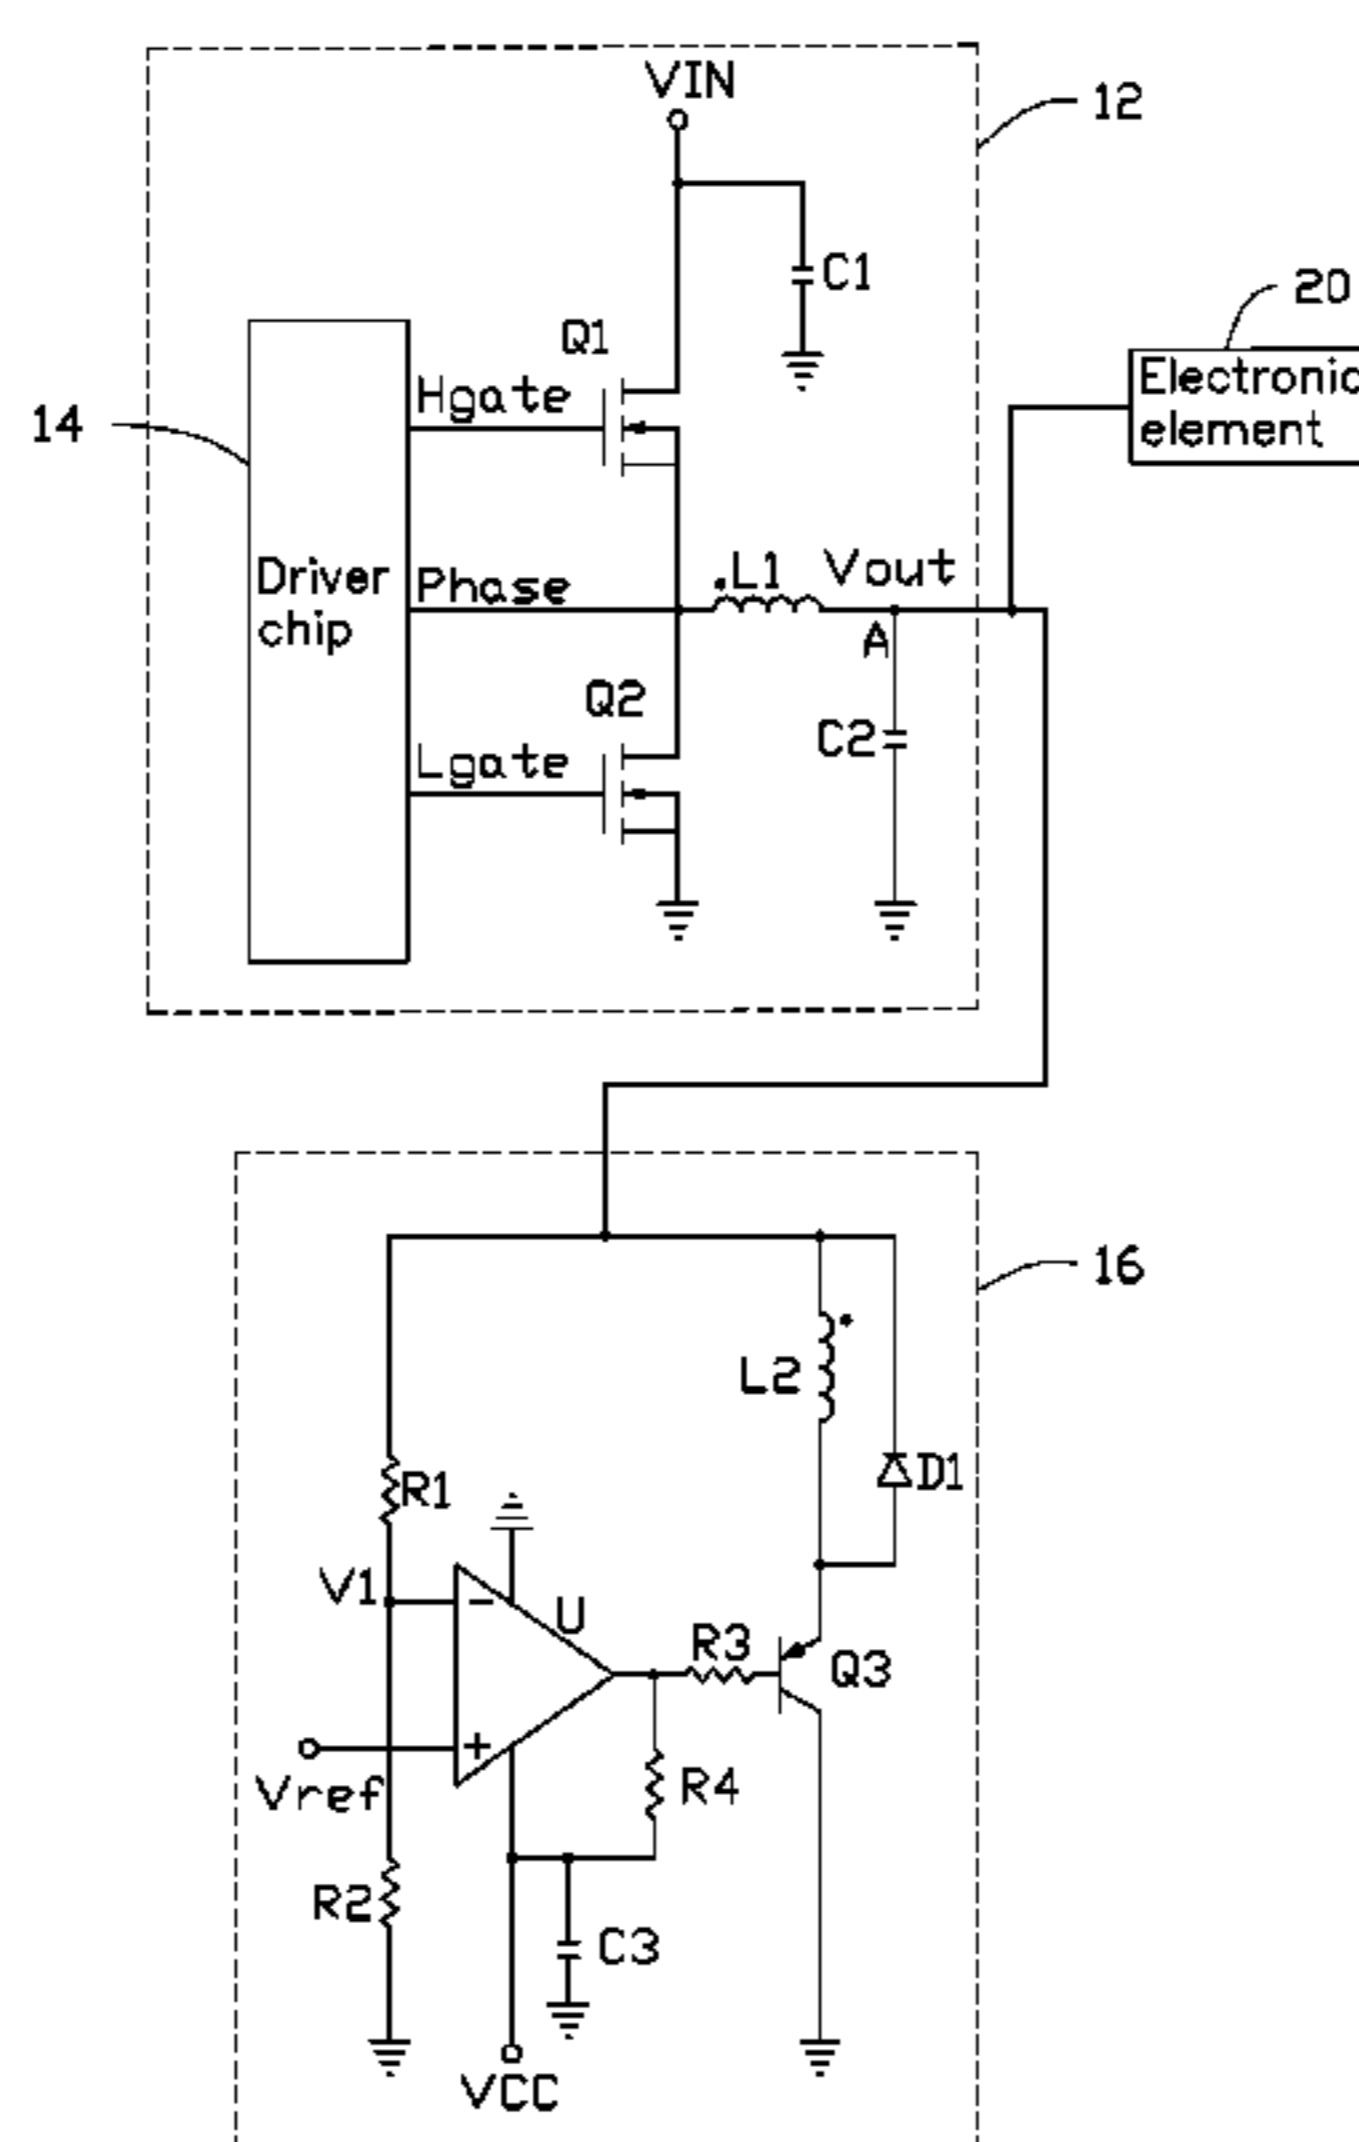 VIN
12
C1
20
Q1
Electronic
element
Hgate
14
Driver
chip
Phase
L1
Vout
A
Q2
C2
Lgate
16
L2
D1
R1
V1
-
U
R3
Q3
+
Vref
R4
R2
C3
VCC